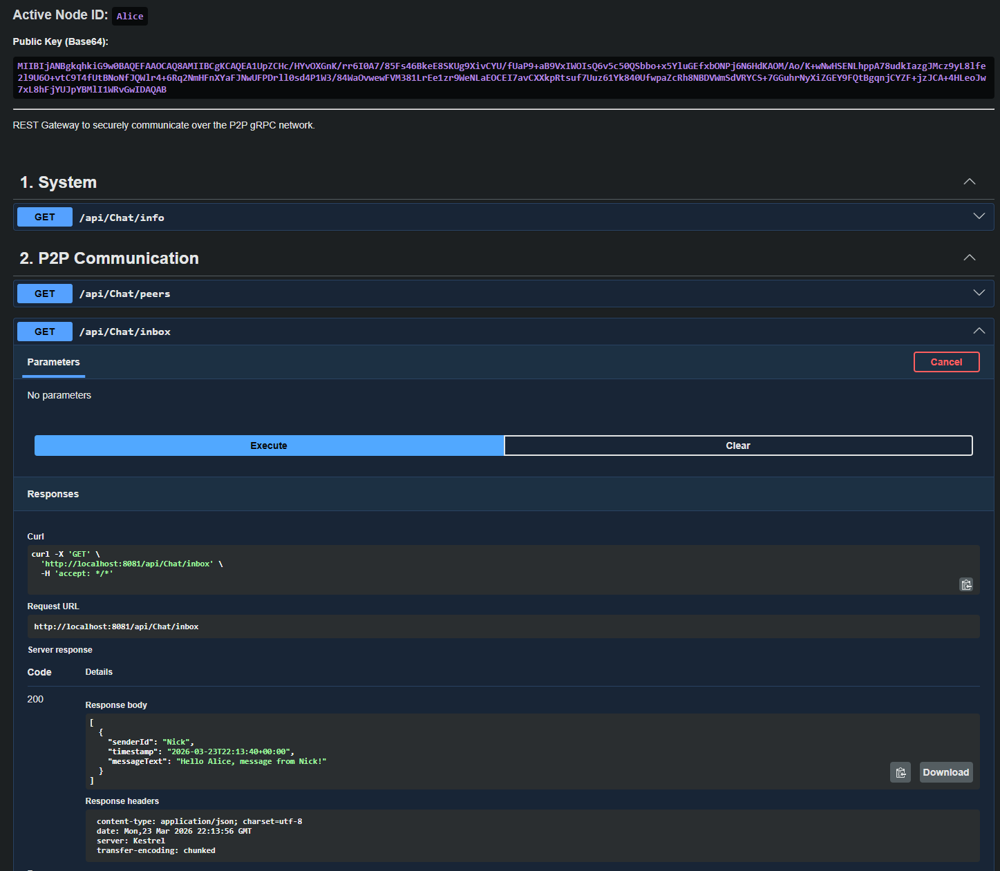 Active Node ID: Alice
Public Key (Base64):
MIIBIjANBgkqhkiG9w0BAQEFAAOCAQ8AMIIBCgKCAQEA1UpZCHc/HYvOXGnK/rr6I0A7/85Fs46BkeE8SKUg9XivCYU/fUaP9+aB9VxIWOIsQ6v5c50QSbbo+x5YluGEfxbONPj6N6HdKAOM/Ao/K+wNwHSENLhppA78udkIazgJMcz9yL8lfe
2l9U6O+vtC9T4fUtBNoNfJQWlr4+6Rq2NmHFnXYaFJNwUFPDrll0sd4P1W3/84WaOvwewFVM381LrEe1zr9WeNLaEOCEI7avCXXkpRtsuf7Uuz61Yk840UfwpaZcRh8NBDVWmSdVRYCS+7GGuhrNyXiZGEY9FQtBgqnjCYZF+jzJCA+4HLeoJw
7xL8hFjYUJpYBMlI1WRvGwIDAQAB
REST Gateway to securely communicate over the P2P gRPC network.
1. System
GET /api/Chat/info
2. P2P Communication
GET /api/Chat/peers
GET /api/Chat/inbox
Parameters Cancel
No parameters
Execute Clear
Responses
Curl
curl -X 'GET' \
'http://localhost:8081/api/Chat/inbox' \
-H 'accept: */*'
Request URL
http://localhost:8081/api/Chat/inbox
Server response
Code Details
200
Response body
[
{
"senderId": "Nick",
"timestamp": "2026-03-23T22:13:40+00:00",
"messageText": "Hello Alice, message from Nick!"
}
]
Download
Response headers
content-type: application/json; charset=utf-8
date: Mon,23 Mar 2026 22:13:56 GMT
server: Kestrel
transfer-encoding: chunked